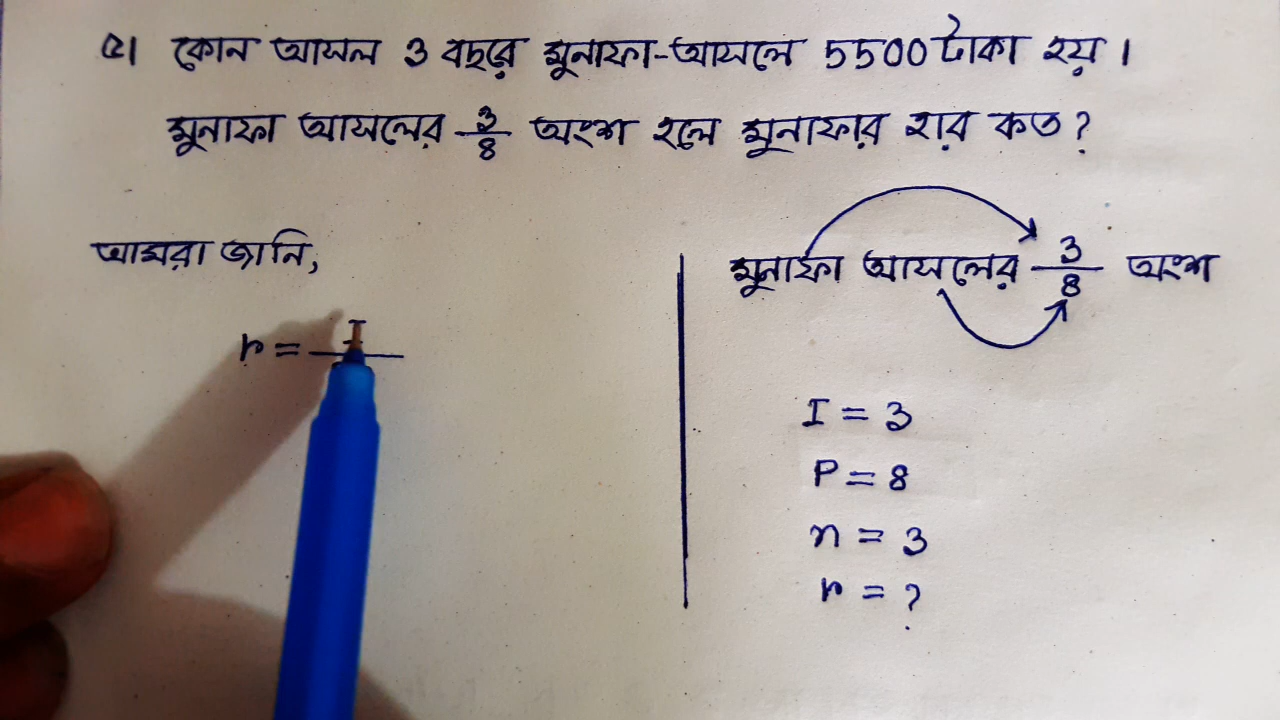 ৫। কোন আসল 3 বছরে মুনাফা-আসলে 5500 টাকা হয়।
মুনাফা আসলের 3/8 অংশ হলে মুনাফার হার কত?
আমরা জানি,
r = I
মুনাফা আসলের 3/8 অংশ
I = 3
P = 8
n = 3
r = ?